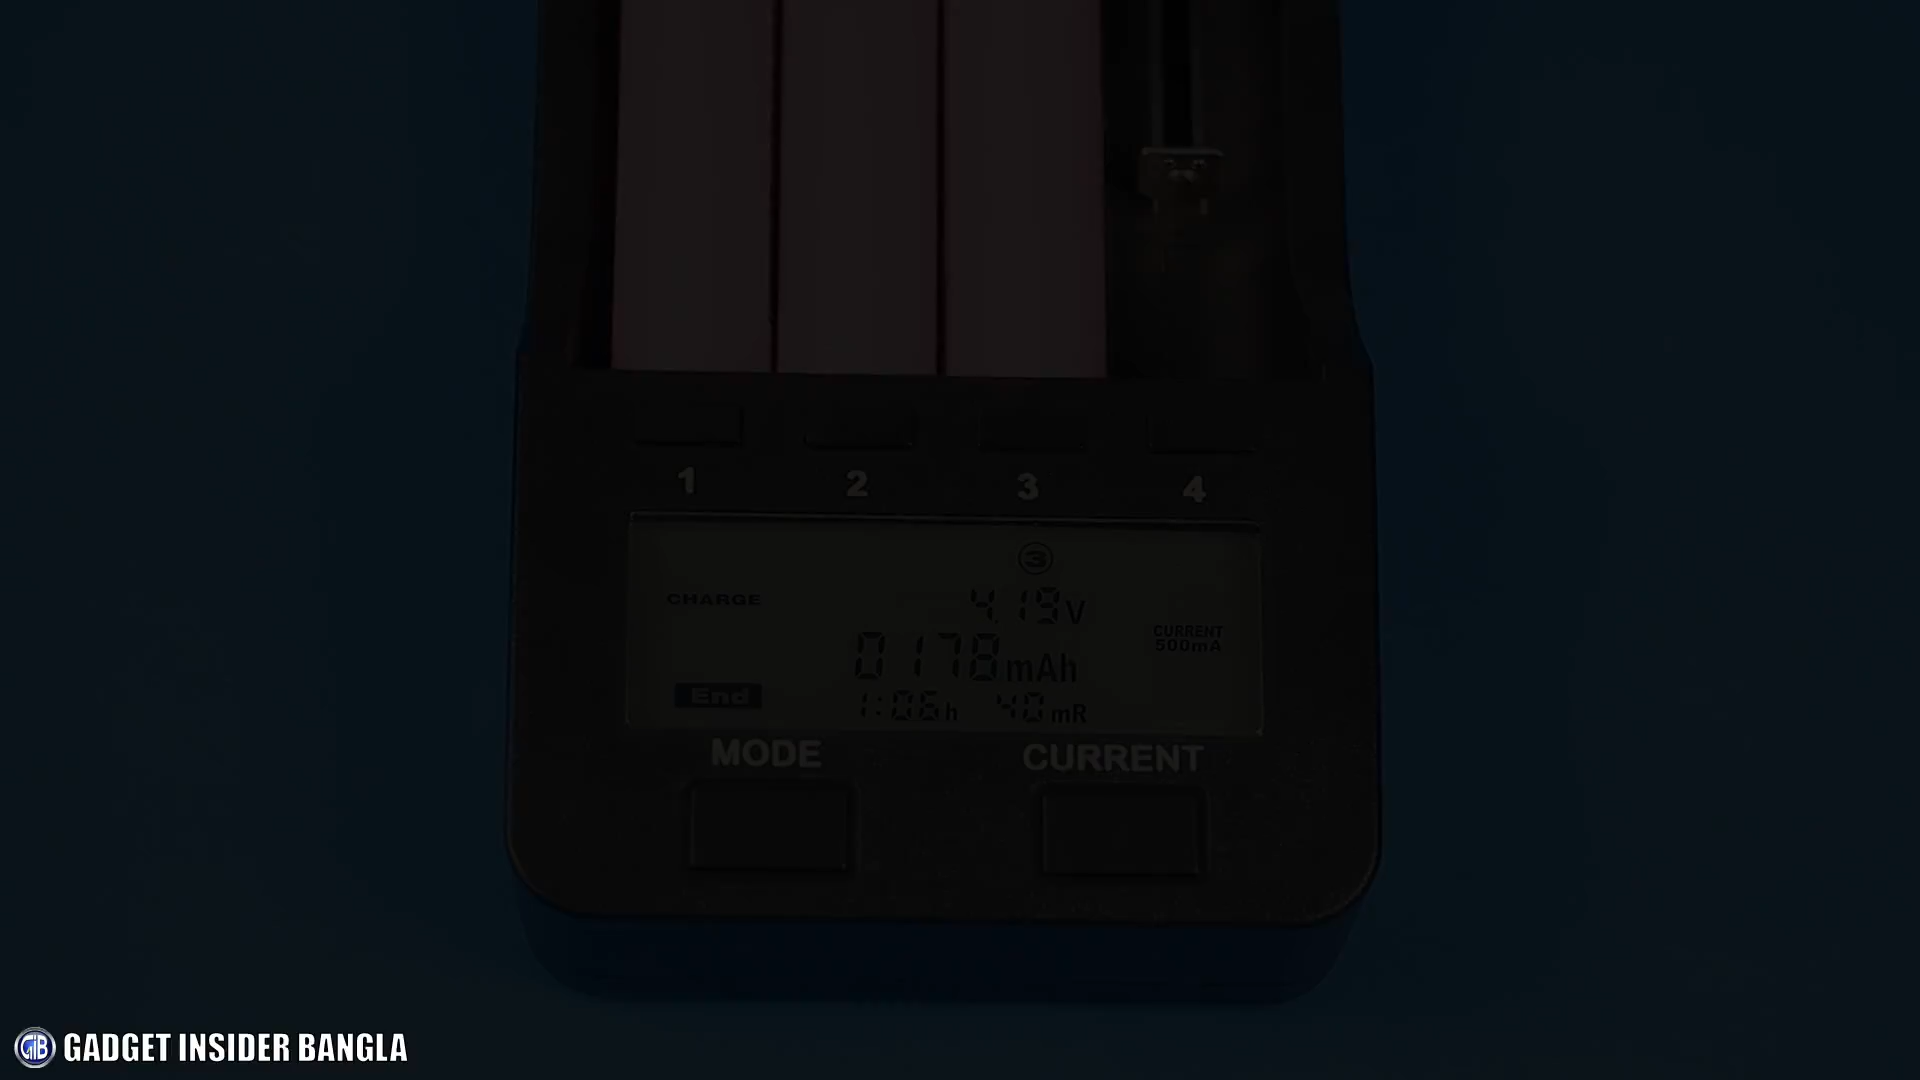 1 2 3 4
3
CHARGE 4.19V
CURRENT
500mA
0178mAh
End 1:06h 40mR
MODE CURRENT
GIB GADGET INSIDER BANGLA